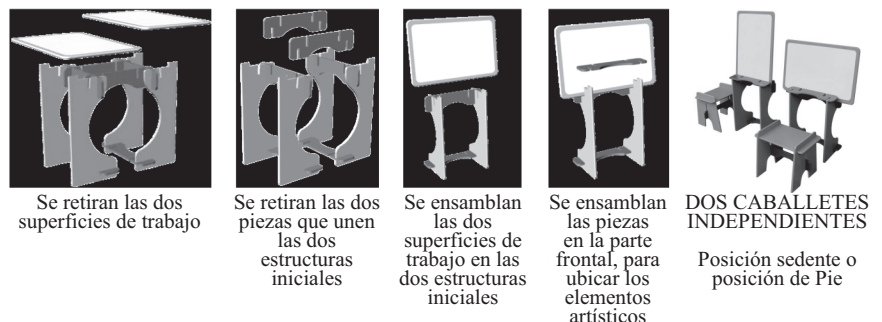 Se retiran las dos
superficies de trabajo
Se retiran las dos
piezas que unen
las dos
estructuras
iniciales
Se ensamblan
las dos
superficies de
trabajo en las
dos estructuras
iniciales
Se ensamblan
las piezas
en la parte
frontal, para
ubicar los
elementos
artísticos
DOS CABALLETES
INDEPENDIENTES
Posición sedente o
posición de Pie